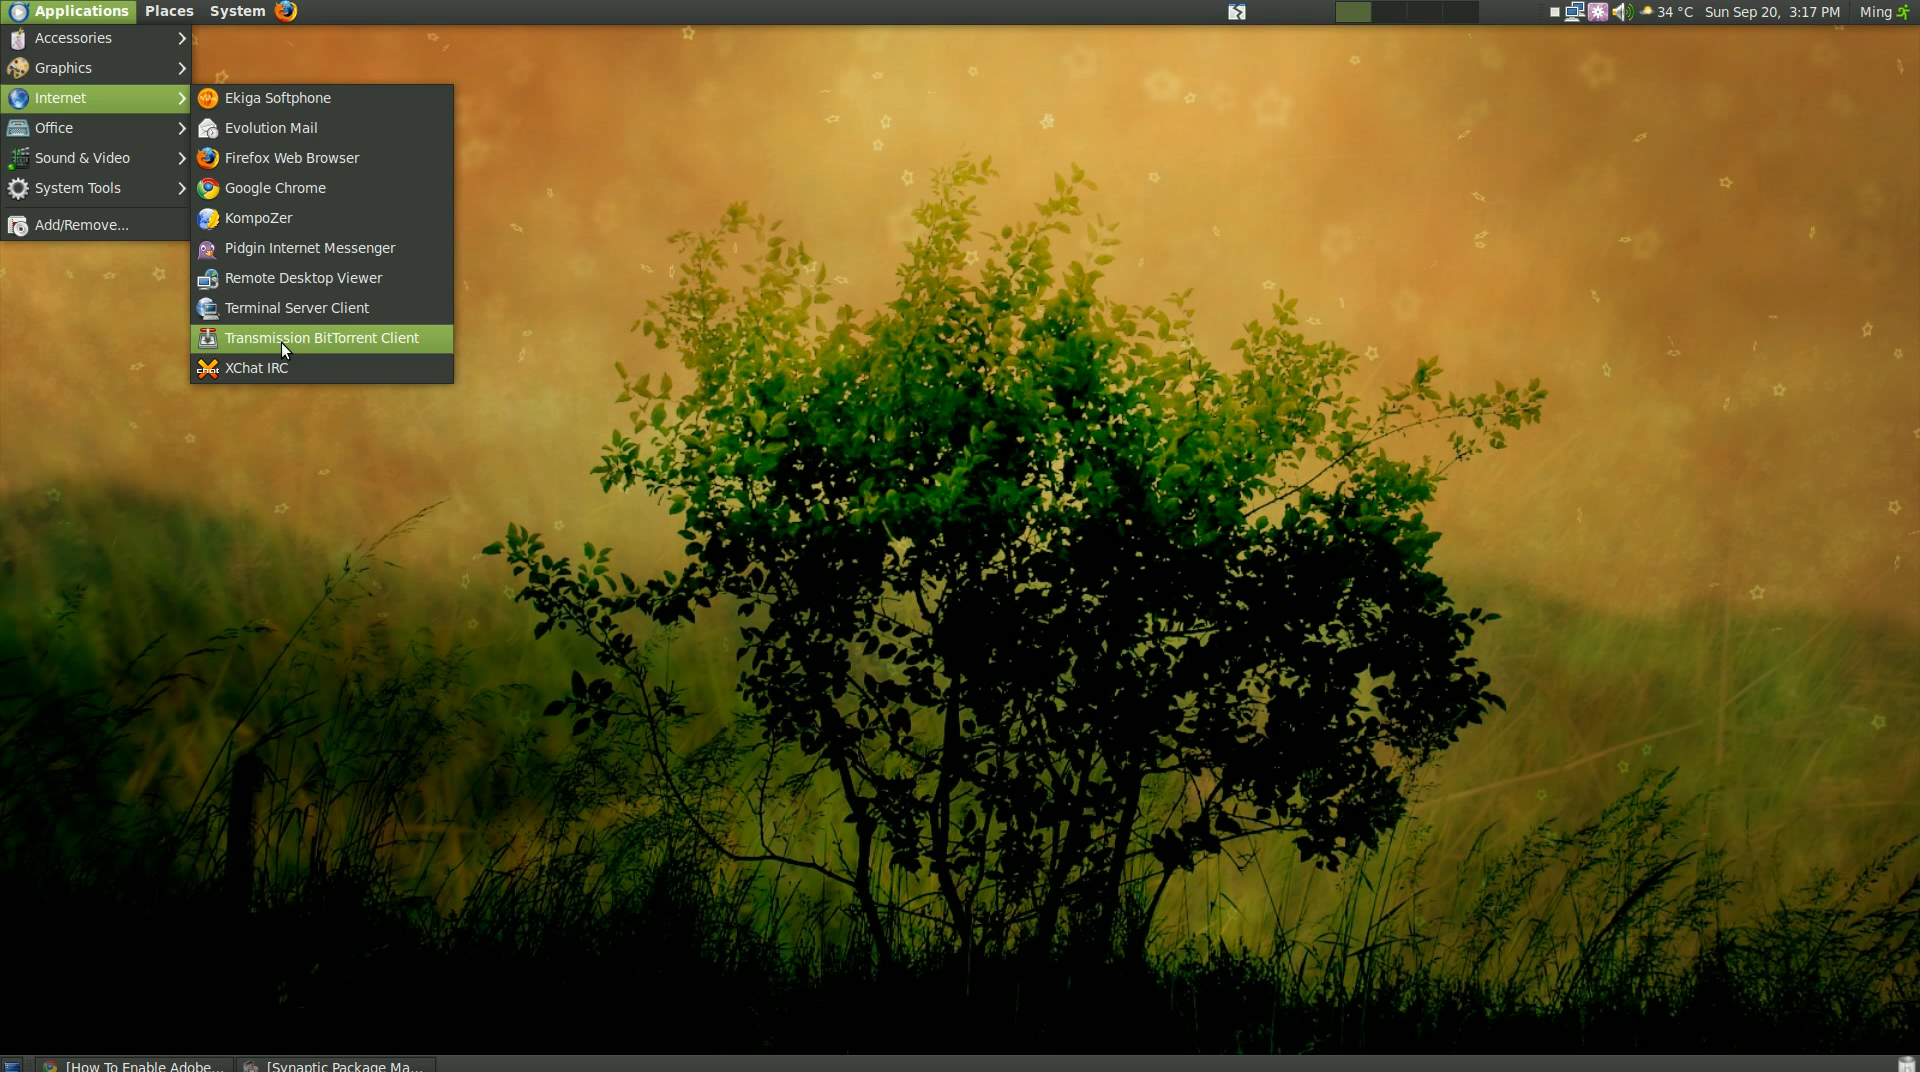 Applications Places System 34 °C Sun Sep 20, 3:17 PM Ming
Accessories
Graphics
Internet
Office
Sound & Video
System Tools
Add/Remove...
Ekiga Softphone
Evolution Mail
Firefox Web Browser
Google Chrome
KompoZer
Pidgin Internet Messenger
Remote Desktop Viewer
Terminal Server Client
Transmission BitTorrent Client
XChat IRC
[How To Enable Adobe... [Synaptic Package Ma...